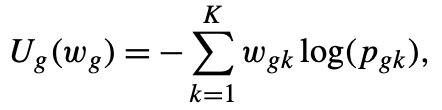 U_g(w_g) = − \sum_{k=1}^{K} w_{gk} log(p_{gk}),